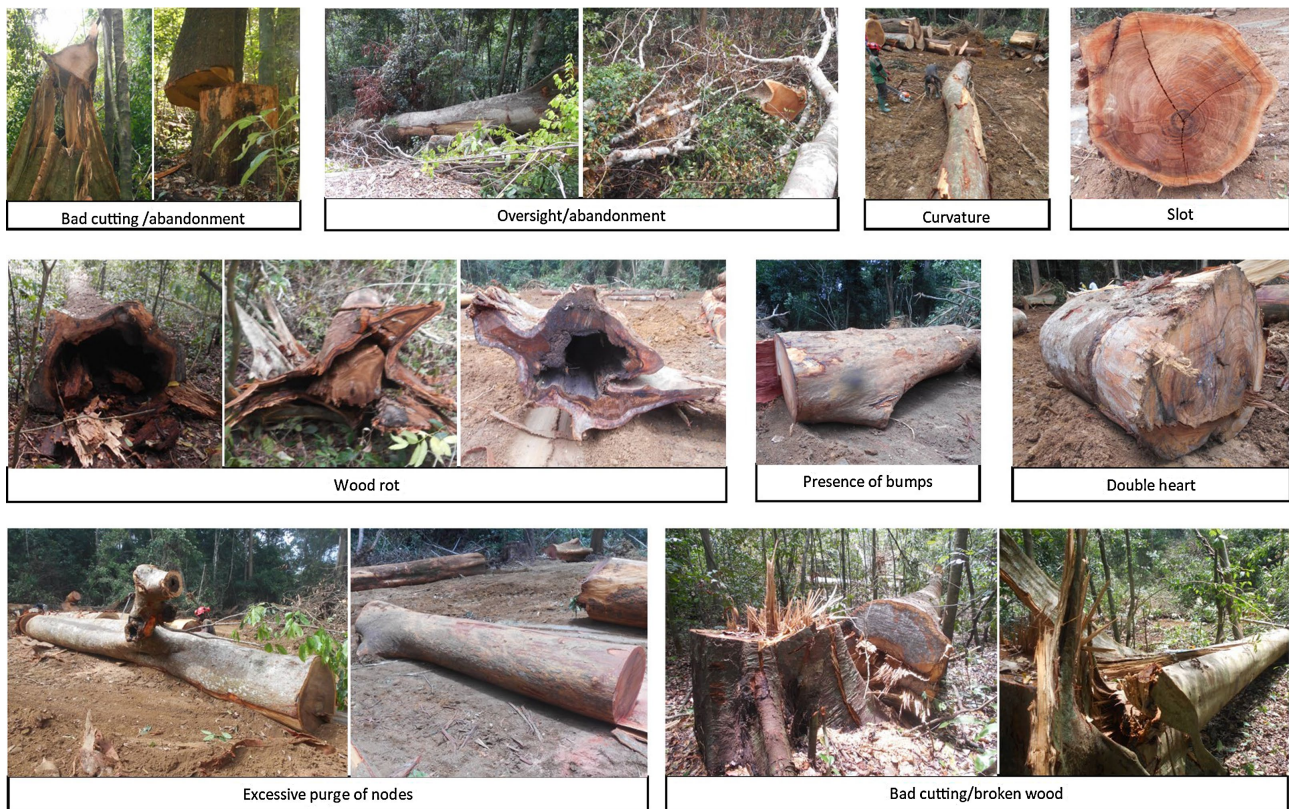 Bad cutting /abandonment
Oversight/abandonment
Curvature
Slot
Wood rot
Presence of bumps
Double heart
Excessive purge of nodes
Bad cutting/broken wood